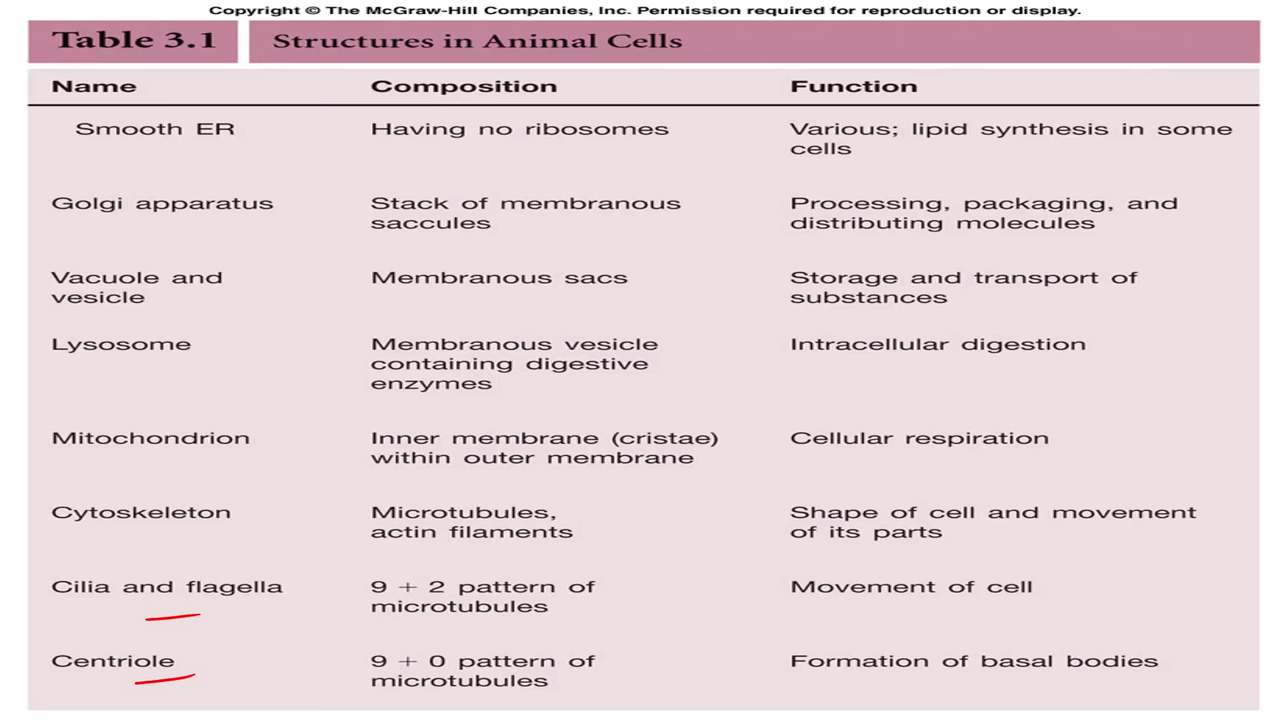 Copyright © The McGraw-Hill Companies, Inc. Permission required for reproduction or display.
Table 3.1 Structures in Animal Cells
Name Composition Function
Smooth ER Having no ribosomes Various; lipid synthesis in some
cells
Golgi apparatus Stack of membranous Processing, packaging, and
saccules distributing molecules
Vacuole and Membranous sacs Storage and transport of
vesicle substances
Lysosome Membranous vesicle Intracellular digestion
containing digestive
enzymes
Mitochondrion Inner membrane (cristae) Cellular respiration
within outer membrane
Cytoskeleton Microtubules, Shape of cell and movement
actin filaments of its parts
Cilia and flagella 9 + 2 pattern of Movement of cell
microtubules
Centriole 9 + 0 pattern of Formation of basal bodies
microtubules